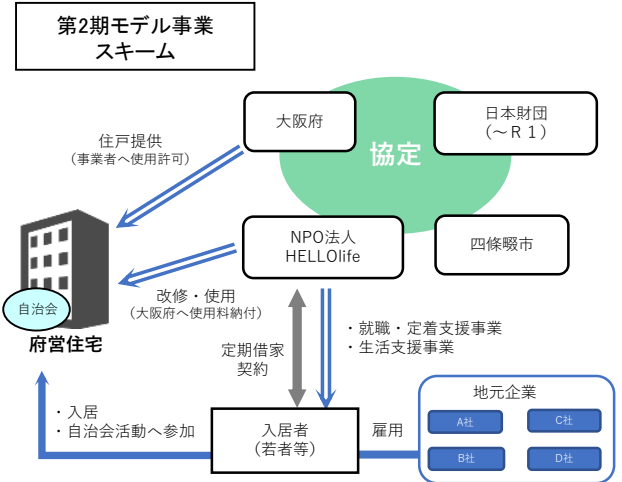 第2期モデル事業
スキーム
大阪府
日本財団
(～R１)
協定
住戸提供
(事業者へ使用許可)
NPO法人
HELLOlife
四條畷市
自治会
府営住宅
改修・使用
(大阪府へ使用料納付)
定期借家
契約
・就職・定着支援事業
・生活支援事業
・入居
・自治会活動へ参加
入居者
(若者等)
雇用
地元企業
A社
C社
B社
D社